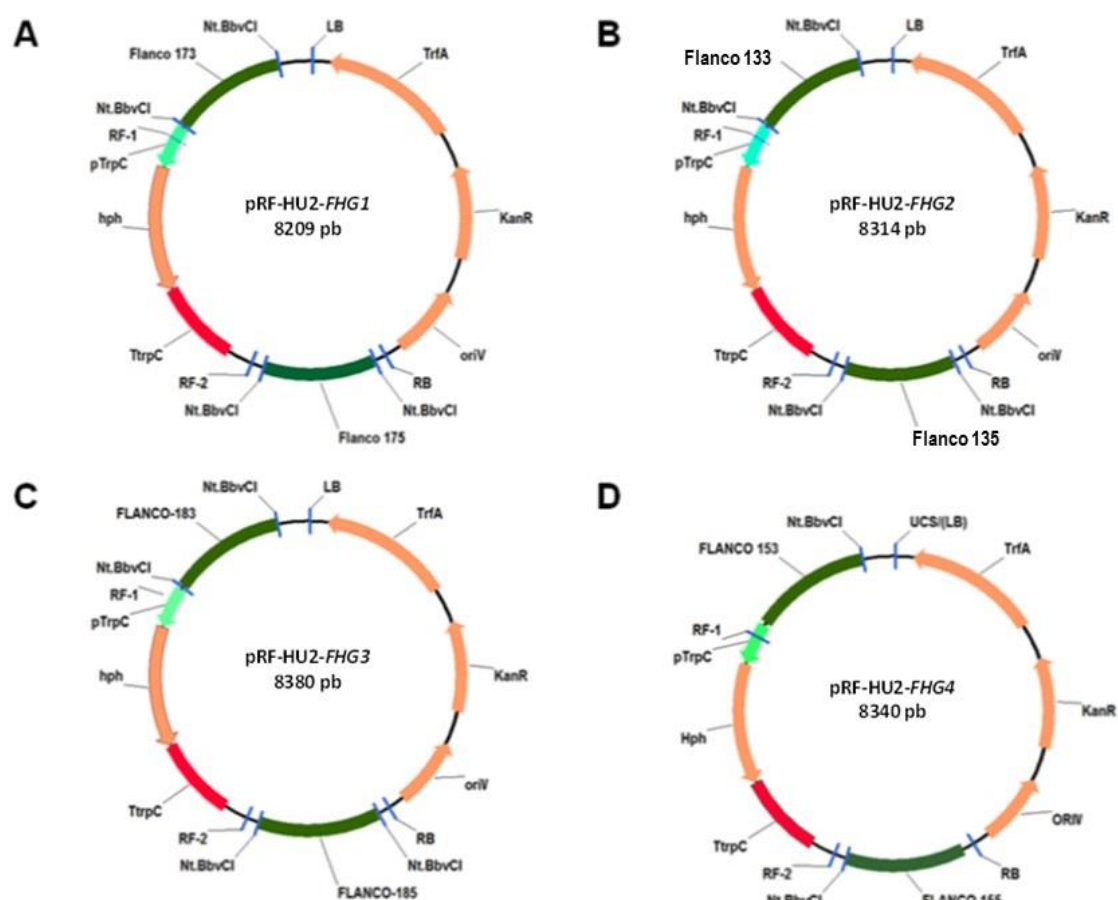 A
Nt.BbvCI
LB
Flanco 173
TrfA
Nt.BbvCI
RF-1
pTrpC
hph
pRF-HU2-FHG1
8209 pb
KanR
TtrpC
oriV
RF-2
RB
Nt.BbvCI
Nt.BbvCI
Flanco 175
B
Nt.BbvCI
LB
Flanco 133
TrfA
Nt.BbvCI
RF-1
pTrpC
hph
pRF-HU2-FHG2
8314 pb
KanR
TtrpC
oriV
RF-2
RB
Nt.BbvCI
Nt.BbvCI
Flanco 135
C
Nt.BbvCI
LB
FLANCO-183
TrfA
Nt.BbvCI
RF-1
pTrpC
hph
pRF-HU2-FHG3
8380 pb
KanR
TtrpC
oriV
RF-2
RB
Nt.BbvCI
Nt.BbvCI
FLANCO-185
D
Nt.BbvCI
UCS/(LB)
FLANCO 153
TrfA
RF-1
pTrpC
Hph
pRF-HU2-FHG4
8340 pb
KanR
TtrpC
ORIV
RF-2
RB
Nt.BbvCI
FLANCO 155